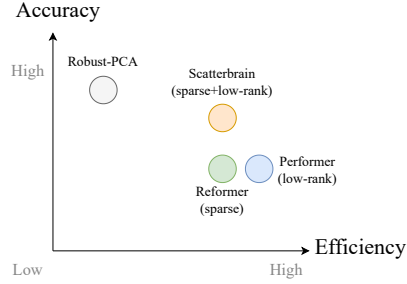 Accuracy
High
Robust-PCA
Scatterbrain
(sparse+low-rank)
Performer
(low-rank)
Reformer
(sparse)
Efficiency
Low
High